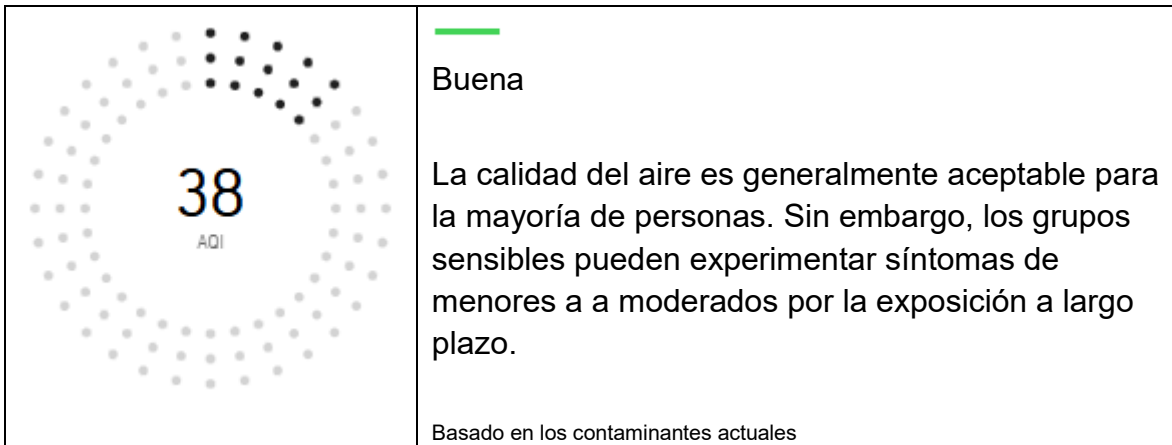 38
AQI
Buena
La calidad del aire es generalmente aceptable para
la mayoría de personas. Sin embargo, los grupos
sensibles pueden experimentar síntomas de
menores a a moderados por la exposición a largo
plazo.
Basado en los contaminantes actuales